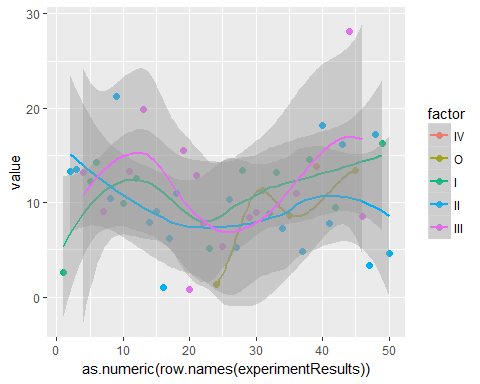 30
20
10
0
value
0
10
20
30
40
50
as.numeric(row.names(experimentResults))
factor
IV
O
I
II
III